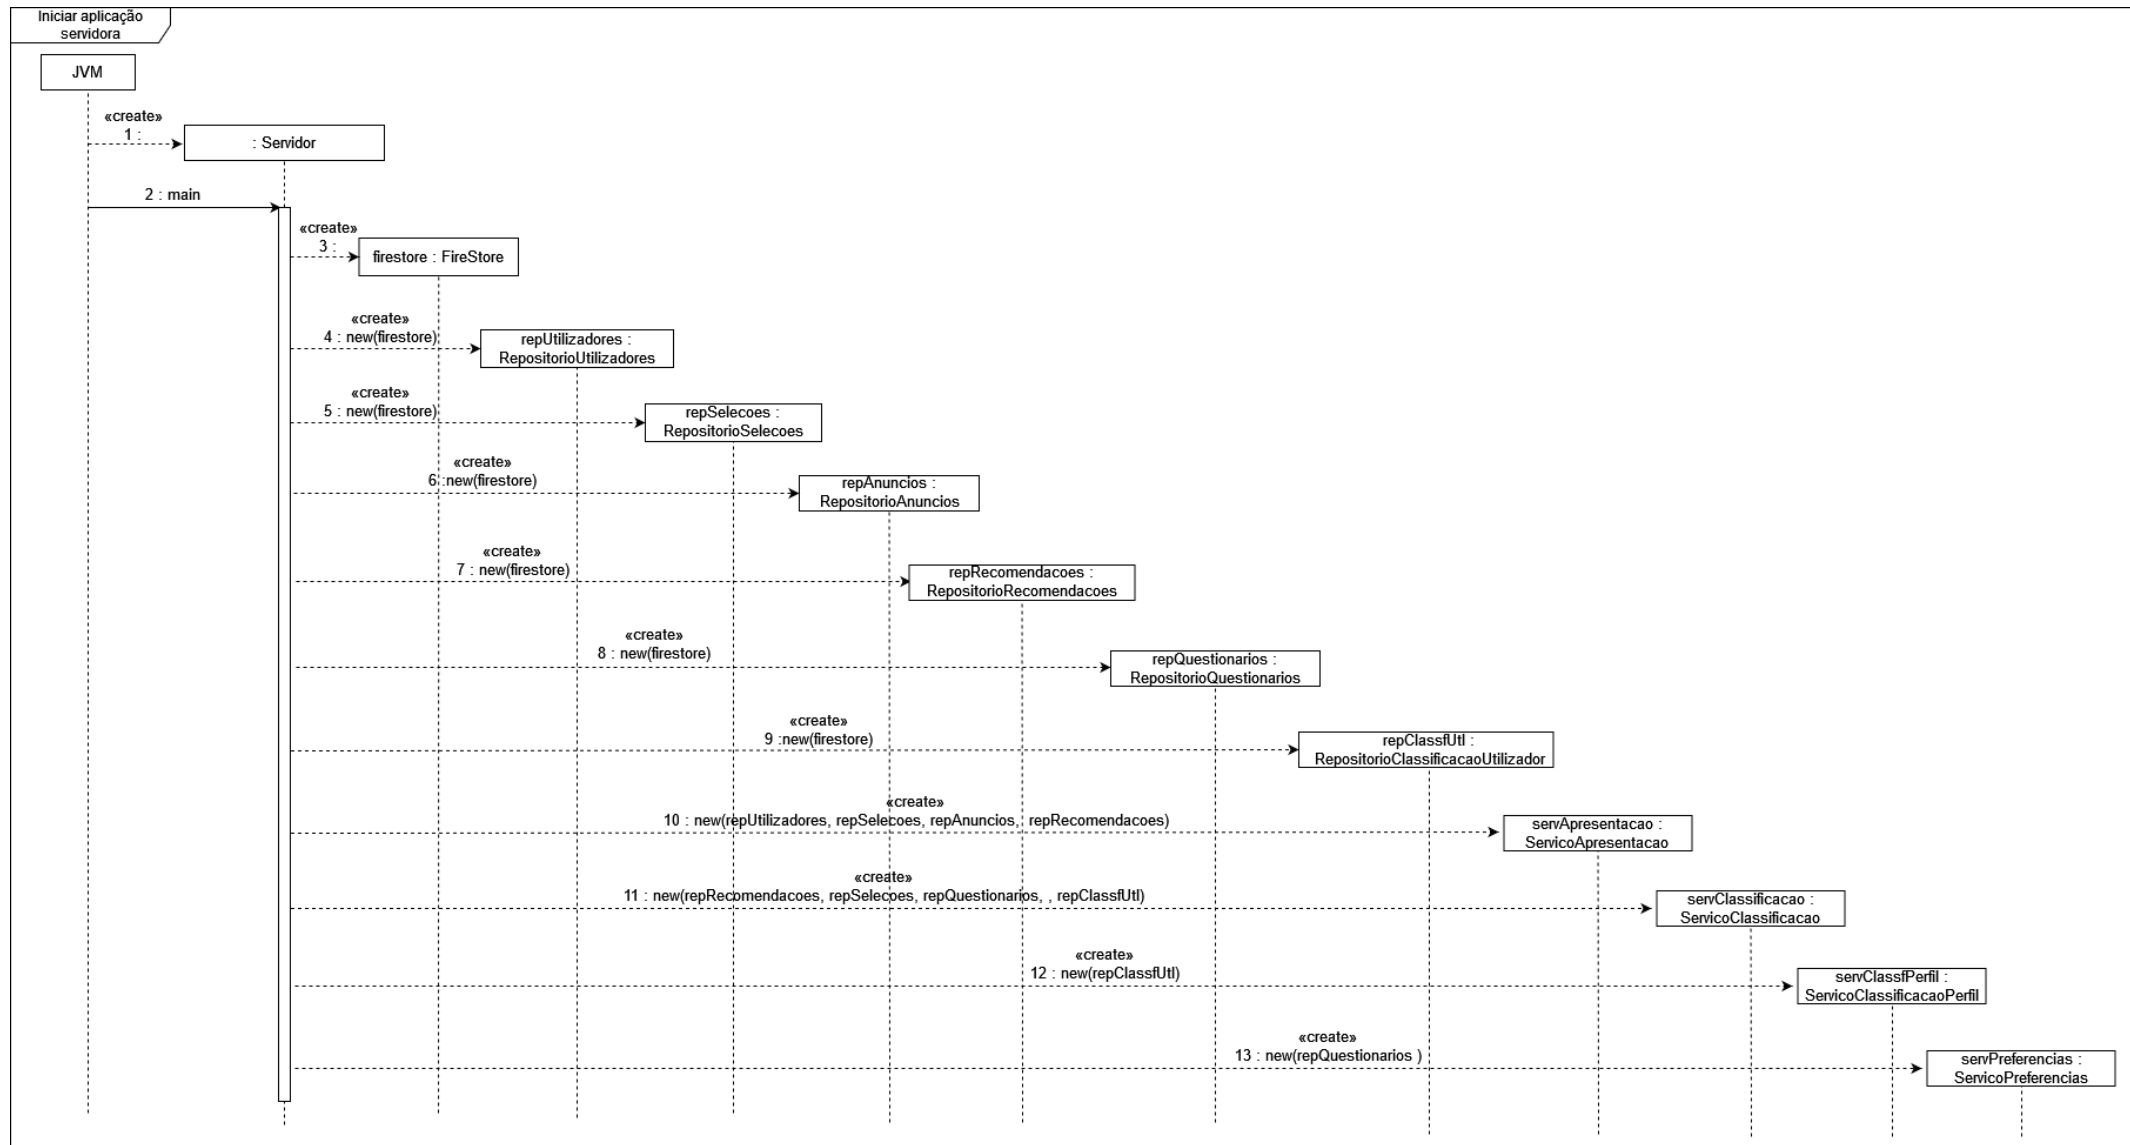 Iniciar aplicação
servidora
JVM
«create»
1 :
: Servidor
2 : main
«create»
3 :
firestore : FireStore
«create»
4 : new(firestore)
repUtilizadores :
RepositorioUtilizadores
«create»
5 : new(firestore)
repSelecoes :
RepositorioSelecoes
«create»
6 :new(firestore)
repAnuncios :
RepositorioAnuncios
«create»
7 : new(firestore)
repRecomendacoes :
RepositorioRecomendacoes
«create»
8 : new(firestore)
repQuestionarios :
RepositorioQuestionarios
«create»
9 :new(firestore)
repClassfUtl :
RepositorioClassificacaoUtilizador
«create»
10 : new(repUtilizadores, repSelecoes, repAnuncios,  repRecomendacoes)
servApresentacao :
ServicoApresentacao
«create»
11 : new(repRecomendacoes, repSelecoes, repQuestionarios, , repClassfUtl)
servClassificacao :
ServicoClassificacao
«create»
12 : new(repClassfUtl)
servClassfPerfil :
ServicoClassificacaoPerfil
«create»
13 : new(repQuestionarios )
servPreferencias :
ServicoPreferencias